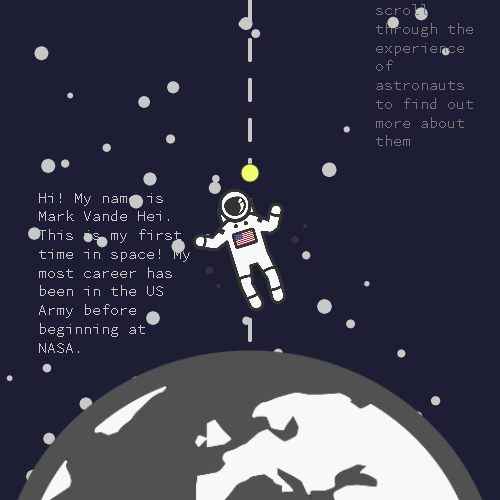 scroll
through the
experience
of
astronauts
to find out
more about
them
Hi! My name is
Mark Vande Hei.
This is my first
time in space! My
most career has
been in the US
Army before
beginning at
NASA.